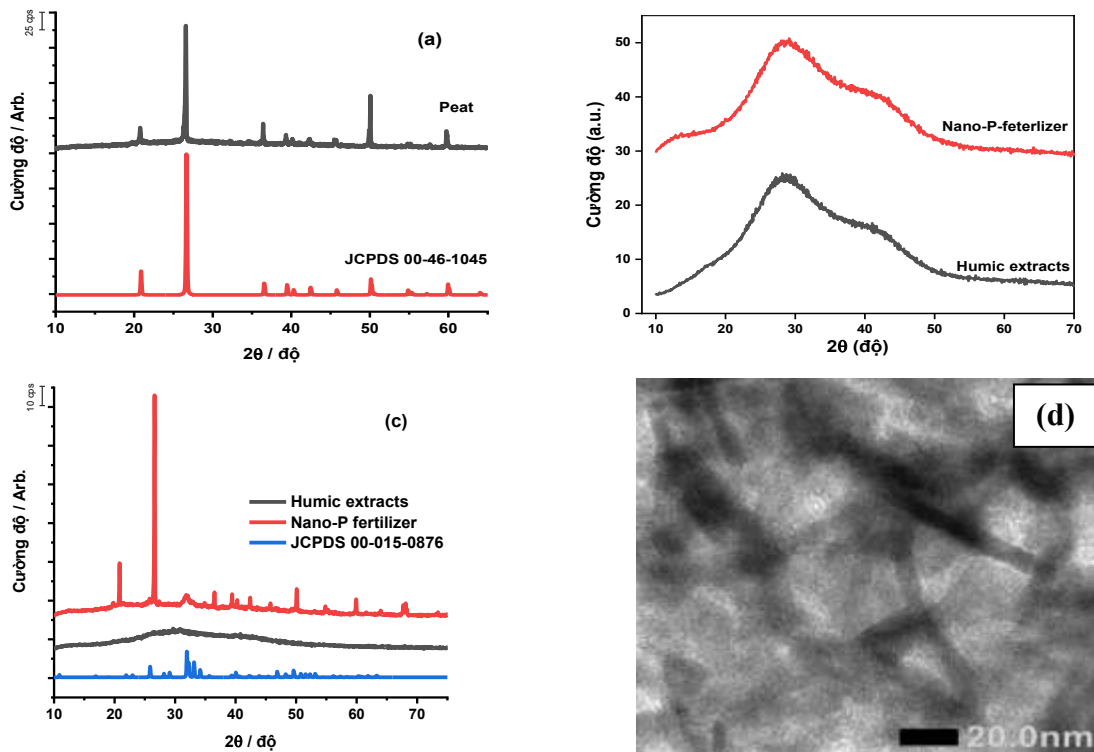 25 cps
(a)
Peat
JCPDS 00-46-1045
Cường độ / Arb.
10 20 30 40 50 60
2θ / độ
50
40
30
20
10
0
Nano-P-feterlizer
Humic extracts
Cường độ (a.u.)
10 20 30 40 50 60 70
2θ (độ)
10 cps
(c)
Humic extracts
Nano-P fertilizer
JCPDS 00-015-0876
Cường độ / Arb.
10 20 30 40 50 60 70
2θ / độ
(d)
20.0nm